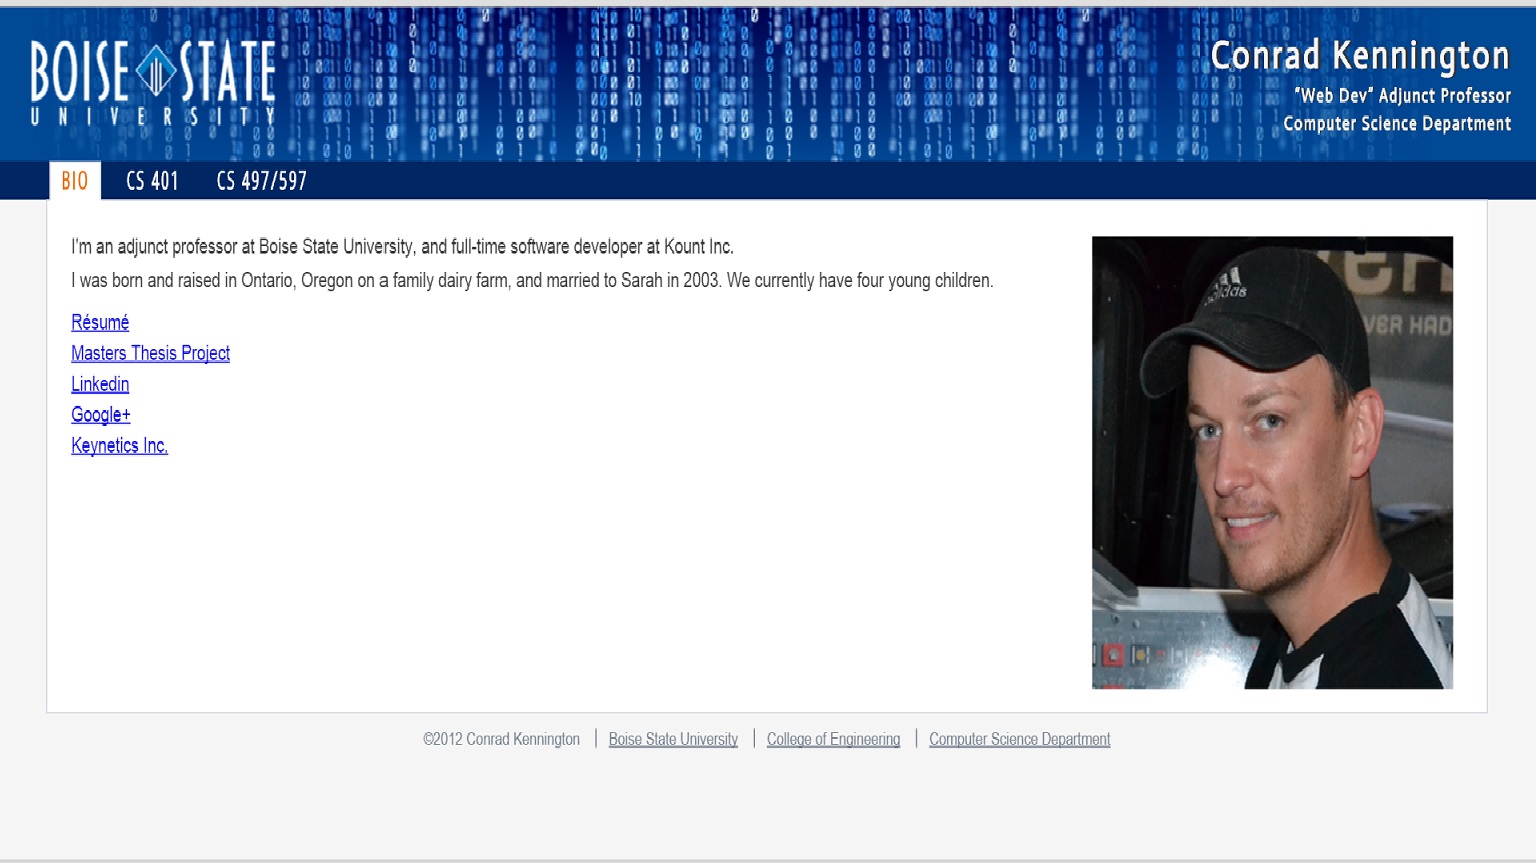 BOISE STATE
UNIVERSITY
Conrad Kennington
"Web Dev" Adjunct Professor
Computer Science Department
BIO CS 401 CS 497/597
I'm an adjunct professor at Boise State University, and full-time software developer at Kount Inc.
I was born and raised in Ontario, Oregon on a family dairy farm, and married to Sarah in 2003. We currently have four young children.
Résumé
Masters Thesis Project
Linkedin
Google+
Keynetics Inc.
adidas
VER HAD
©2012 Conrad Kennington | Boise State University | College of Engineering | Computer Science Department